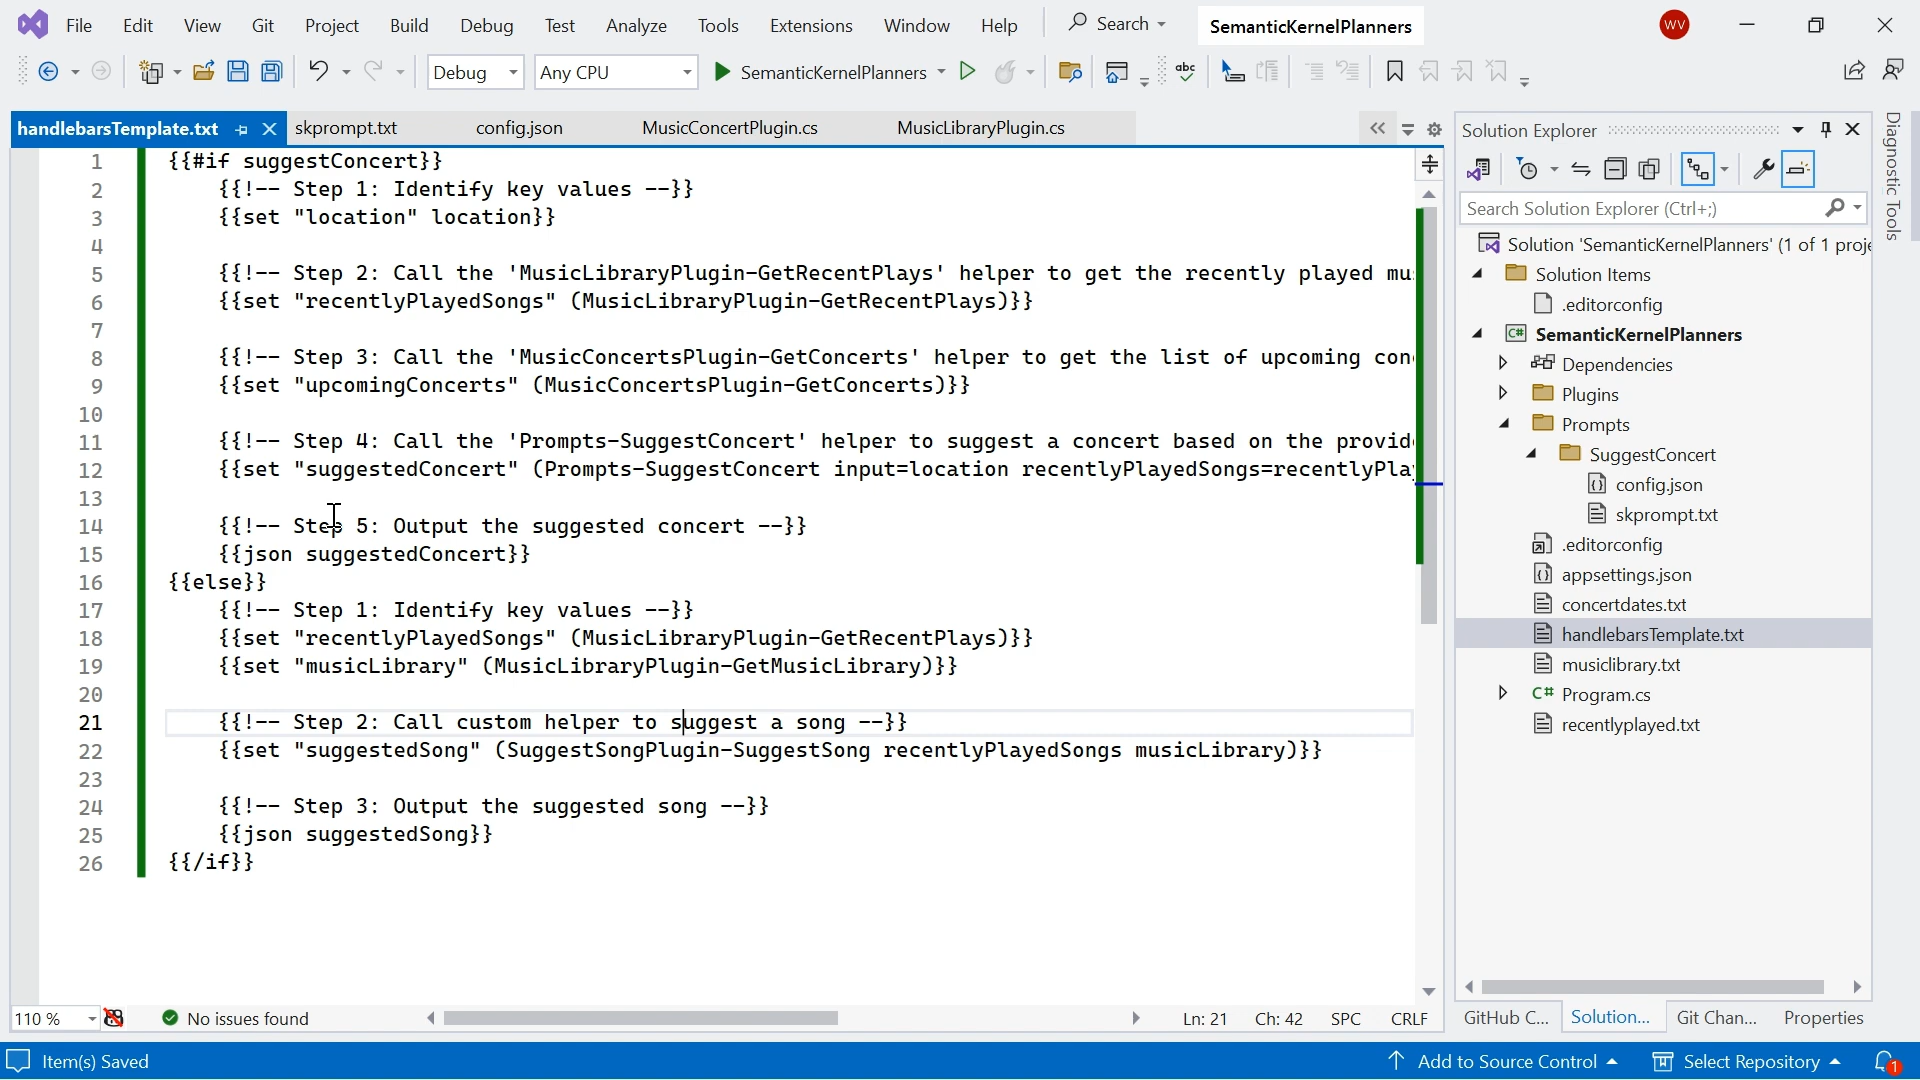 File Edit View Git Project Build Debug Test Analyze Tools Extensions Window Help Search SemanticKernelPlanners WV
Debug Any CPU SemanticKernelPlanners abc
handlebarsTemplate.txt skprompt.txt config.json MusicConcertPlugin.cs MusicLibraryPlugin.cs
1 {{#if suggestConcert}}
2 {{!-- Step 1: Identify key values --}}
3 {{set "location" location}}
4
5 {{!-- Step 2: Call the 'MusicLibraryPlugin-GetRecentPlays' helper to get the recently played mu
6 {{set "recentlyPlayedSongs" (MusicLibraryPlugin-GetRecentPlays)}}
7
8 {{!-- Step 3: Call the 'MusicConcertsPlugin-GetConcerts' helper to get the list of upcoming con
9 {{set "upcomingConcerts" (MusicConcertsPlugin-GetConcerts)}}
10
11 {{!-- Step 4: Call the 'Prompts-SuggestConcert' helper to suggest a concert based on the provid
12 {{set "suggestedConcert" (Prompts-SuggestConcert input=location recentlyPlayedSongs=recentlyPla
13
14 {{!-- Step 5: Output the suggested concert --}}
15 {{json suggestedConcert}}
16 {{else}}
17 {{!-- Step 1: Identify key values --}}
18 {{set "recentlyPlayedSongs" (MusicLibraryPlugin-GetRecentPlays)}}
19 {{set "musicLibrary" (MusicLibraryPlugin-GetMusicLibrary)}}
20
21 {{!-- Step 2: Call custom helper to suggest a song --}}
22 {{set "suggestedSong" (SuggestSongPlugin-SuggestSong recentlyPlayedSongs musicLibrary)}}
23
24 {{!-- Step 3: Output the suggested song --}}
25 {{json suggestedSong}}
26 {{/if}}
110 % No issues found Ln: 21 Ch: 42 SPC CRLF
Solution Explorer
Search Solution Explorer (Ctrl+;)
Solution 'SemanticKernelPlanners' (1 of 1 proje
Solution Items
.editorconfig
C# SemanticKernelPlanners
Dependencies
Plugins
Prompts
SuggestConcert
config.json
skprompt.txt
.editorconfig
appsettings.json
concertdates.txt
handlebarsTemplate.txt
musiclibrary.txt
C# Program.cs
recentlyplayed.txt
GitHub C... Solution... Git Chan... Properties
Diagnostic Tools
Item(s) Saved Add to Source Control Select Repository 1